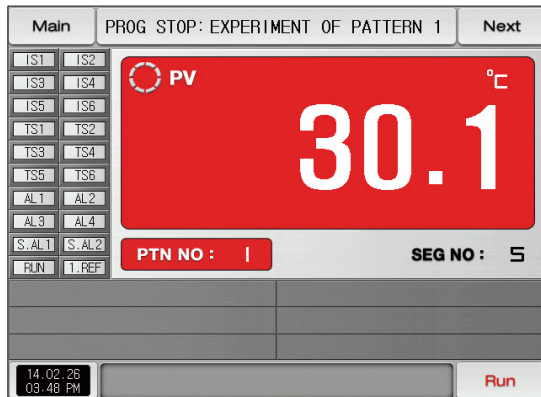 Main PROG STOP: EXPERIMENT OF PATTERN 1 Next
IS1 IS2
IS3 IS4
IS5 IS6
TS1 TS2
TS3 TS4
TS5 TS6
AL1 AL2
AL3 AL4
S.AL1 S.AL2
RUN 1.REF
PV °C
30.1
PTN NO : 1 SEG NO : 5
14.02.26
03:48 PM
Run